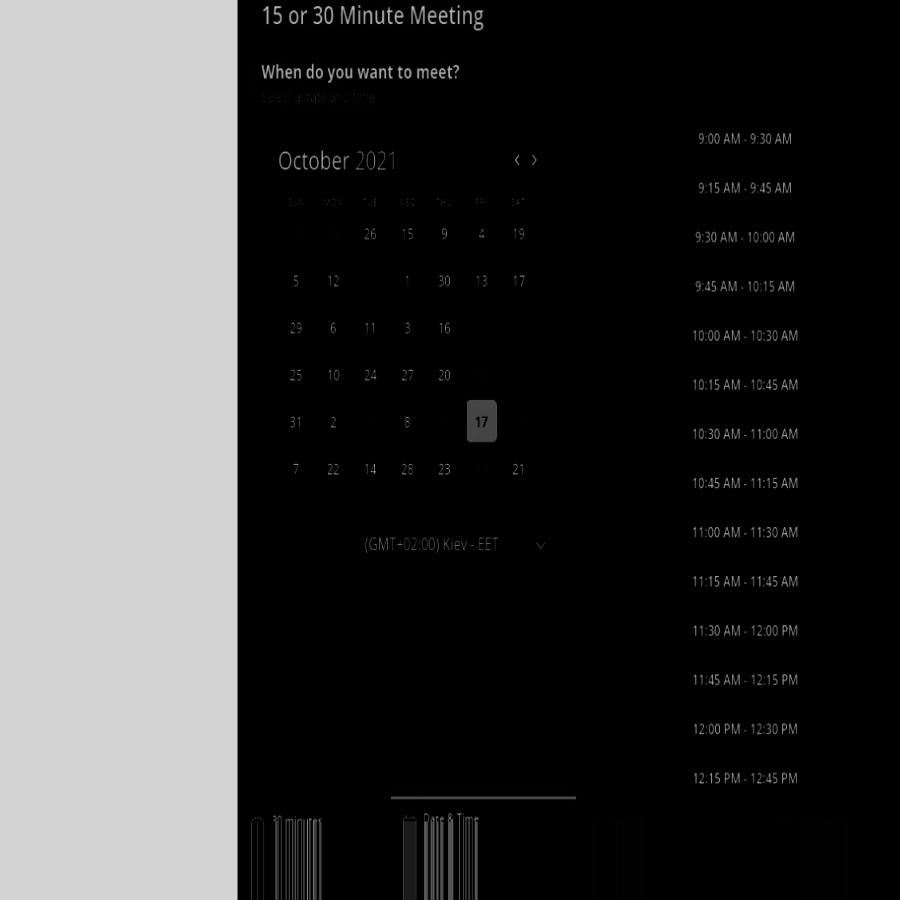 15 or 30 Minute Meeting
When do you want to meet?
Select a date and time
October 2021
SUN MON TUE WED THU FRI SAT
26 15 9 4 19
5 12 1 30 13 17
29 6 11 3 16
25 10 24 27 20
31 2 8 17
7 22 14 28 23 21
(GMT+02:00) Kiev - EET
9:00 AM - 9:30 AM
9:15 AM - 9:45 AM
9:30 AM - 10:00 AM
9:45 AM - 10:15 AM
10:00 AM - 10:30 AM
10:15 AM - 10:45 AM
10:30 AM - 11:00 AM
10:45 AM - 11:15 AM
11:00 AM - 11:30 AM
11:15 AM - 11:45 AM
11:30 AM - 12:00 PM
11:45 AM - 12:15 PM
12:00 PM - 12:30 PM
12:15 PM - 12:45 PM
30 minutes
Date & Time